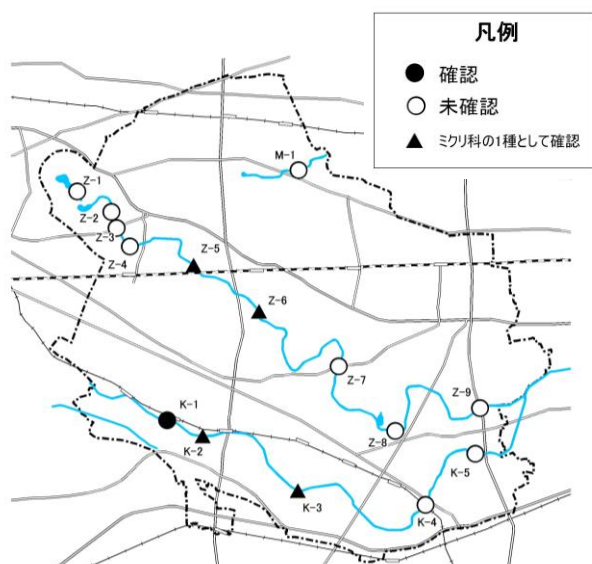 凡例
確認
未確認
ミクリ科の1種として確認
M-1
Z-1
Z-2
Z-3
Z-4
Z-5
Z-6
Z-7
Z-8
Z-9
K-1
K-2
K-3
K-4
K-5